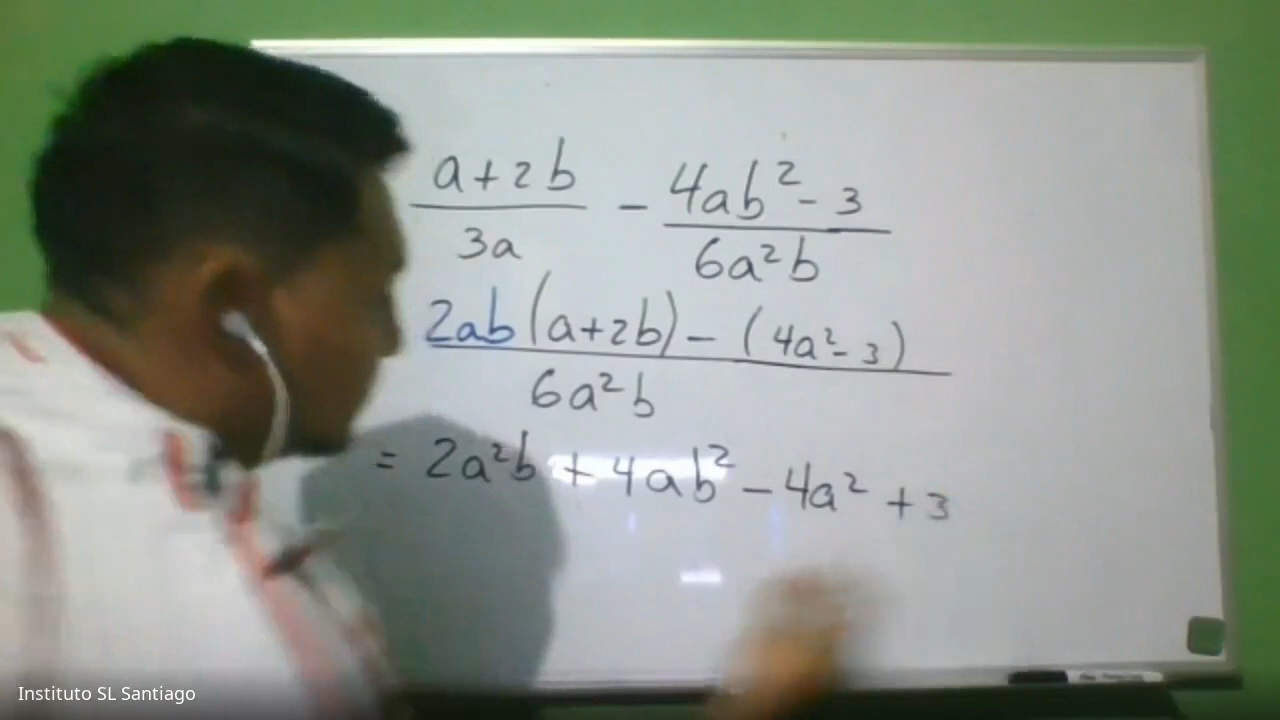 a+2b/3a - 4ab²-3/6a²b
2ab(a+2b) - (4a²-3)/6a²b
= 2a²b + 4ab² - 4a² + 3
Instituto SL Santiago